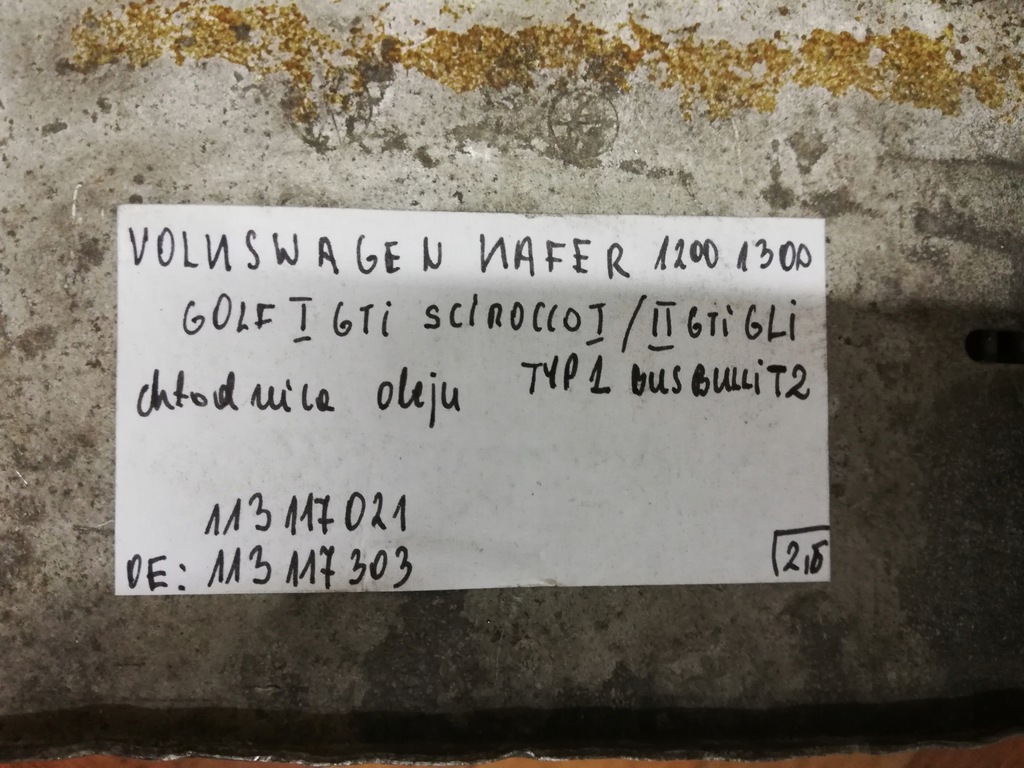 VOLKSWAGEN KAFER 1200 1300
GOLF I GTi SCIROCCO I / II GTi GLi
chłodnica oleju TYP 1 BUS BULLi T2
113 117 021
OE: 113 117 303